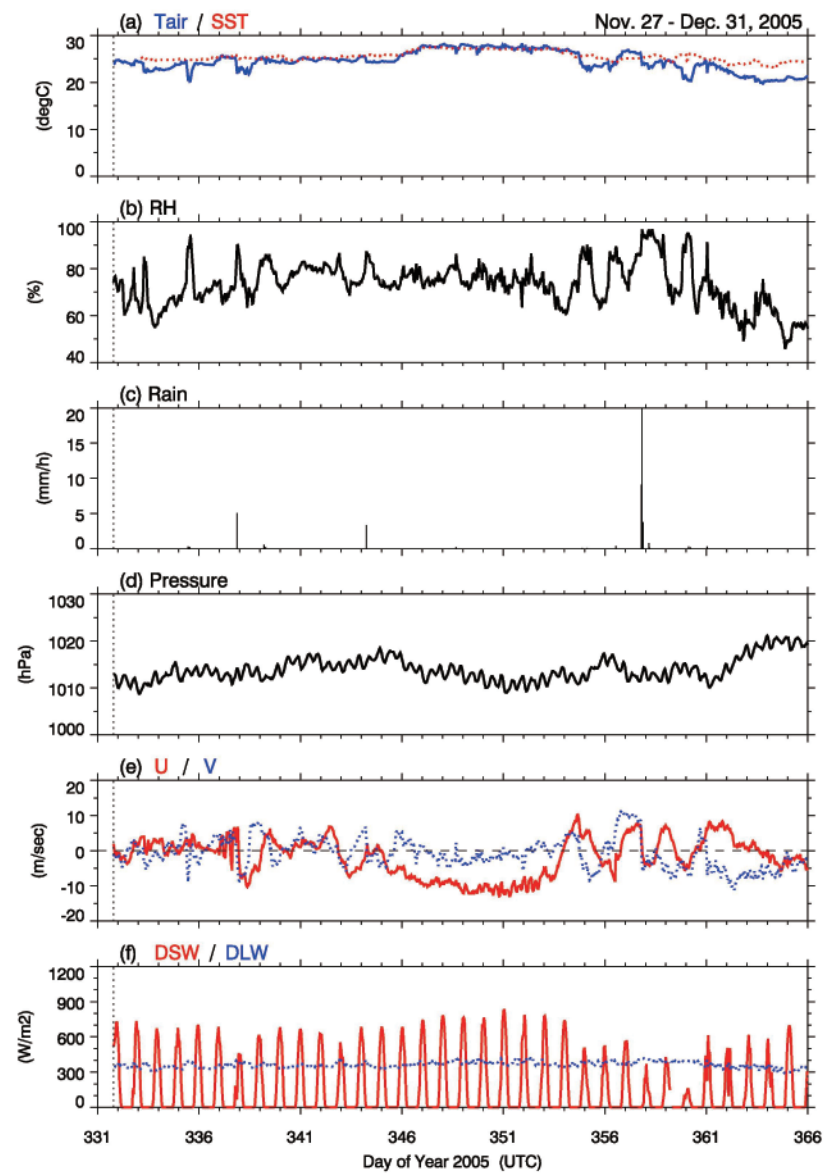 (a) Tair / SST Nov. 27 - Dec. 31, 2005
30
20
10
0
(degC)
(b) RH
100
80
60
40
(%)
(c) Rain
20
15
10
5
0
(mm/h)
(d) Pressure
1030
1020
1010
1000
(hPa)
(e) U / V
20
10
0
-10
-20
(m/sec)
(f) DSW / DLW
1200
900
600
300
0
(W/m2)
331 336 341 346 351 356 361 366
Day of Year 2005 (UTC)